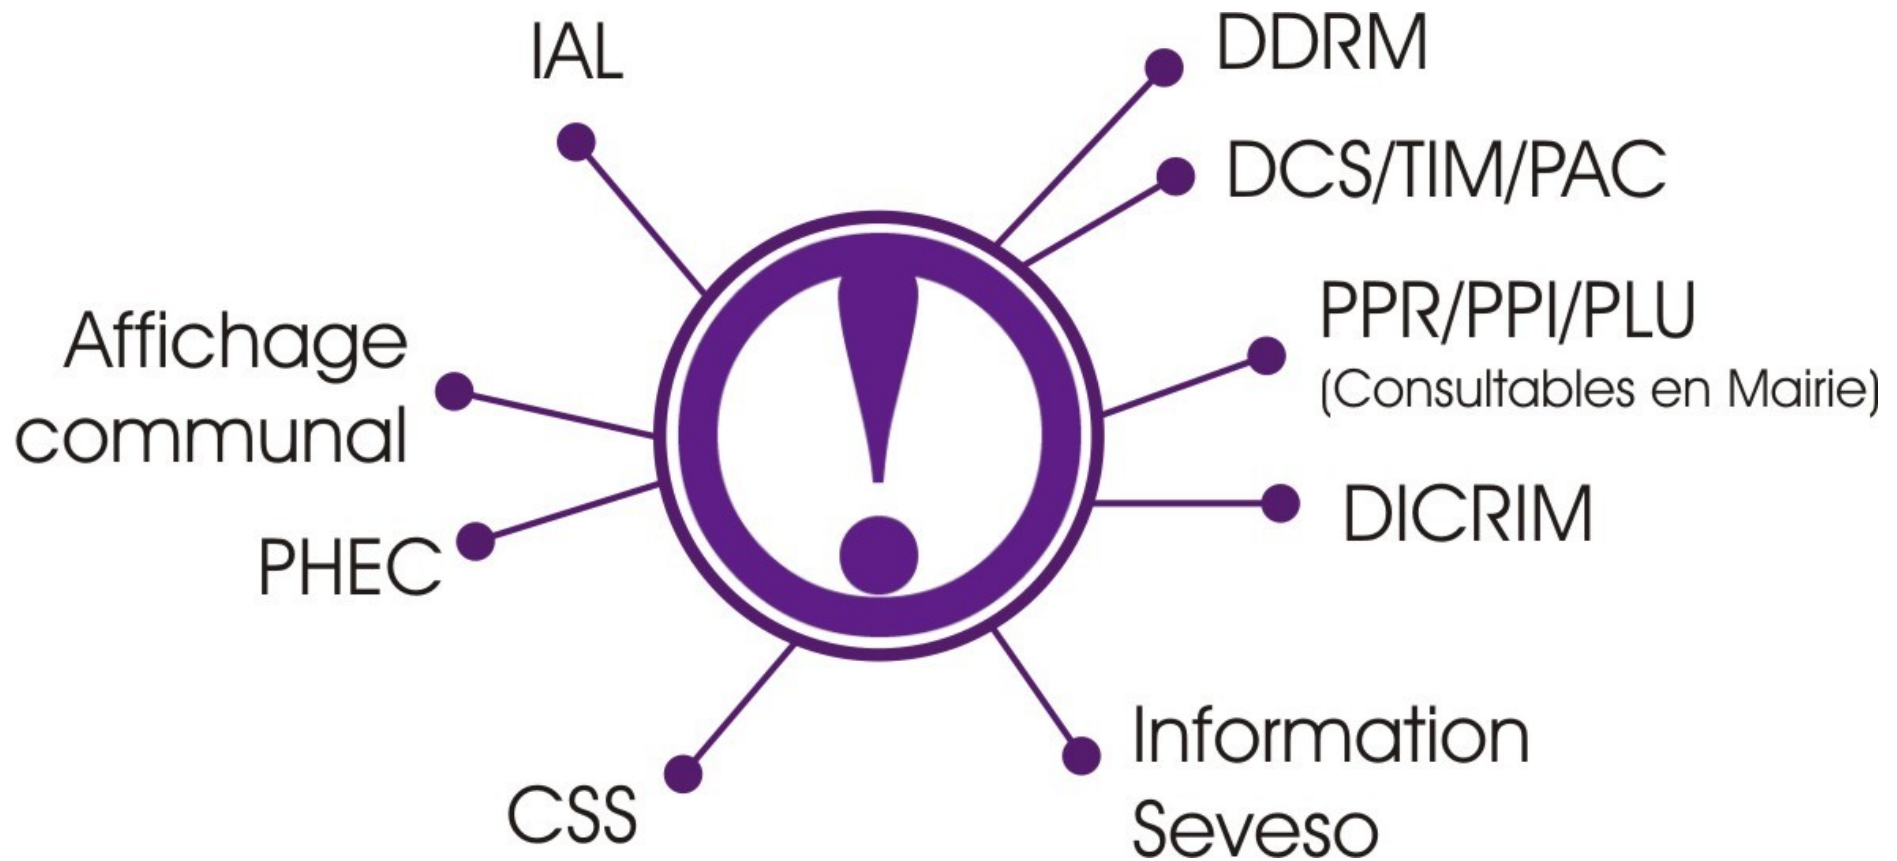 IAL
DDRM
DCS/TIM/PAC
PPR/PPI/PLU
(Consultables en Mairie)
DICRIM
Information
Seveso
CSS
PHEC
Affichage
communal